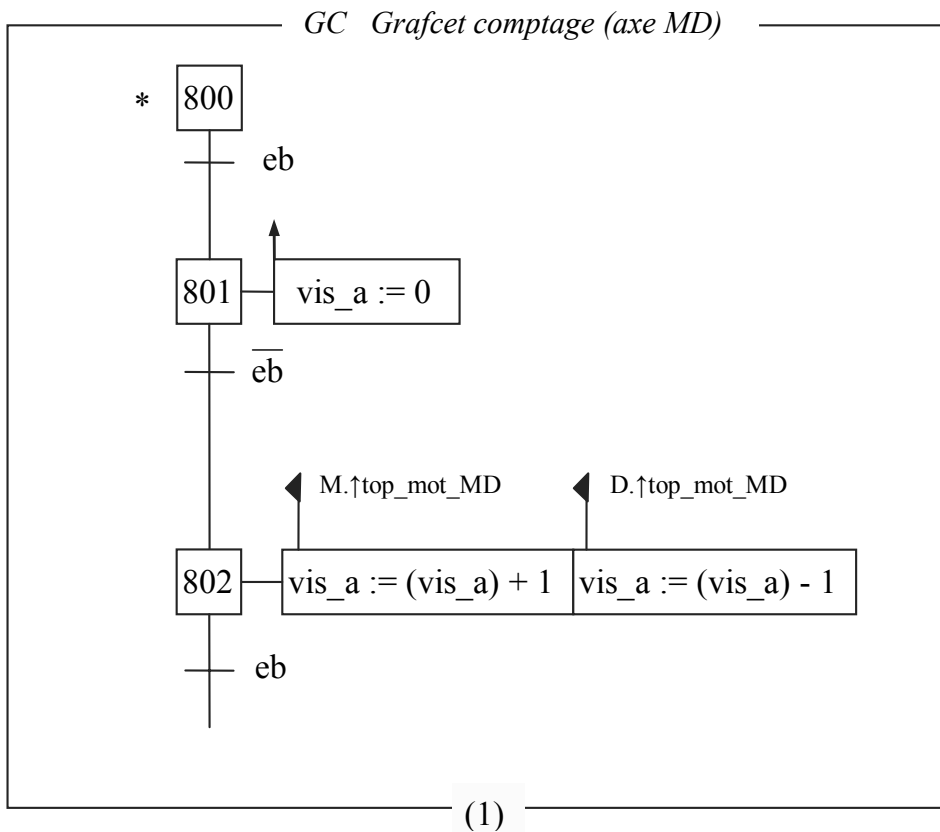 GC Grafcet comptage (axe MD)
* 800
eb
801 vis_a := 0
e̅b̅
M.↑top_mot_MD D.↑top_mot_MD
802 vis_a := (vis_a) + 1 vis_a := (vis_a) - 1
eb
(1)